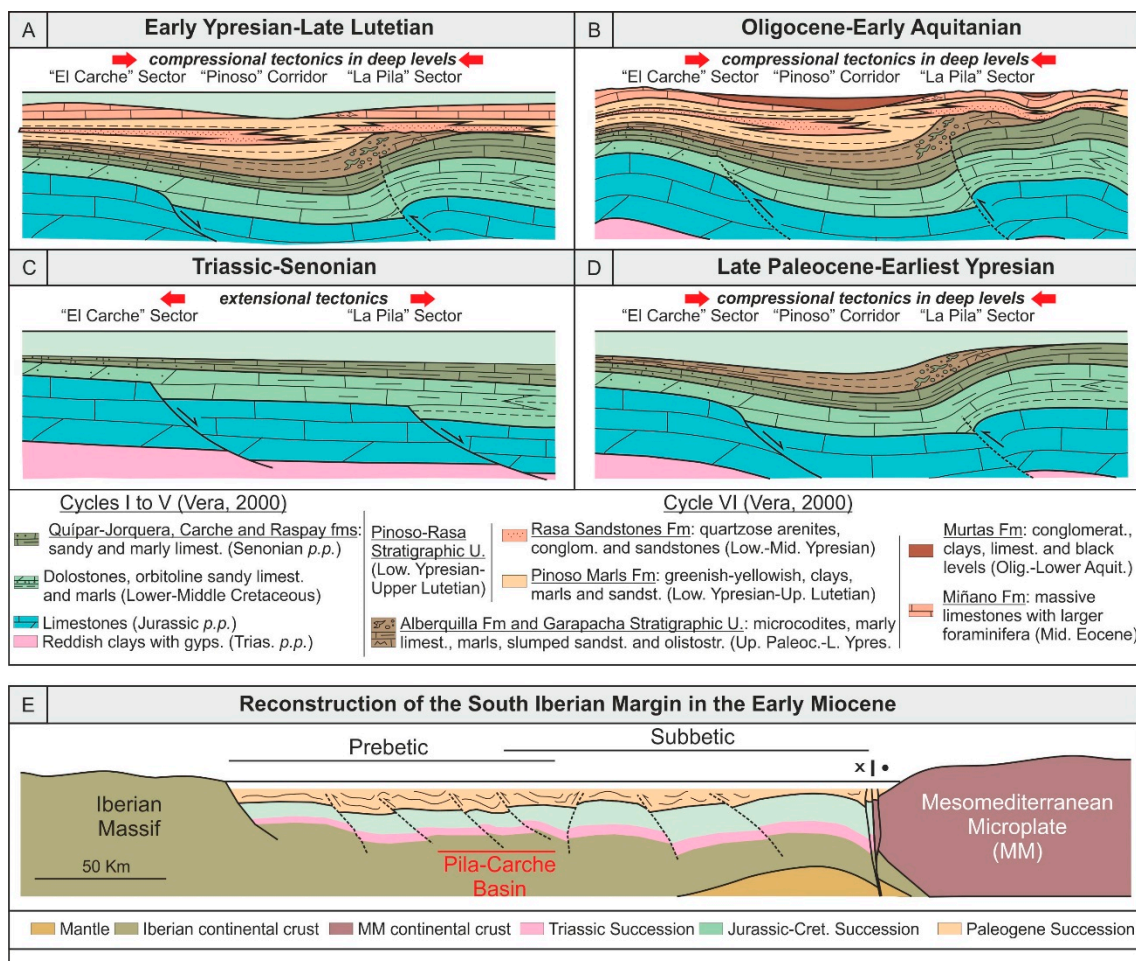 A
Early Ypresian-Late Lutetian
compressional tectonics in deep levels
"El Carche" Sector "Pinoso" Corridor "La Pila" Sector
B
Oligocene-Early Aquitanian
compressional tectonics in deep levels
"El Carche" Sector "Pinoso" Corridor "La Pila" Sector
C
Triassic-Senonian
extensional tectonics
"El Carche" Sector "La Pila" Sector
D
Late Paleocene-Earliest Ypresian
compressional tectonics in deep levels
"El Carche" Sector "Pinoso" Corridor "La Pila" Sector
Cycles I to V (Vera, 2000)
Quípar-Jorquera, Carche and Raspay fms:
sandy and marly limest. (Senonian p.p.)
Dolostones, orbitoline sandy limest.
and marls (Lower-Middle Cretaceous)
Limestones (Jurassic p.p.)
Reddish clays with gyps. (Trias. p.p.)
Cycle VI (Vera, 2000)
Pinoso-Rasa
Stratigraphic U.
(Low. Ypresian-
Upper Lutetian)
Rasa Sandstones Fm: quartzose arenites,
conglom. and sandstones (Low.-Mid. Ypresian)
Pinoso Marls Fm: greenish-yellowish, clays,
marls and sandst. (Low. Ypresian-Up. Lutetian)
Alberquilla Fm and Garapacha Stratigraphic U.: microcodites, marly
limest., marls, slumped sandst. and olistostr. (Up. Paleoc.-L. Ypres.
Murtas Fm: conglomerat.,
clays, limest. and black
levels (Olig.-Lower Aquit.)
Miñano Fm: massive
limestones with larger
foraminifera (Mid. Eocene)
E
Reconstruction of the South Iberian Margin in the Early Miocene
Prebetic
Subbetic
x
Iberian
Massif
50 Km
Pila-Carche
Basin
Mesomediterranean
Microplate
(MM)
Mantle
Iberian continental crust
MM continental crust
Triassic Succession
Jurassic-Cret. Succession
Paleogene Succession